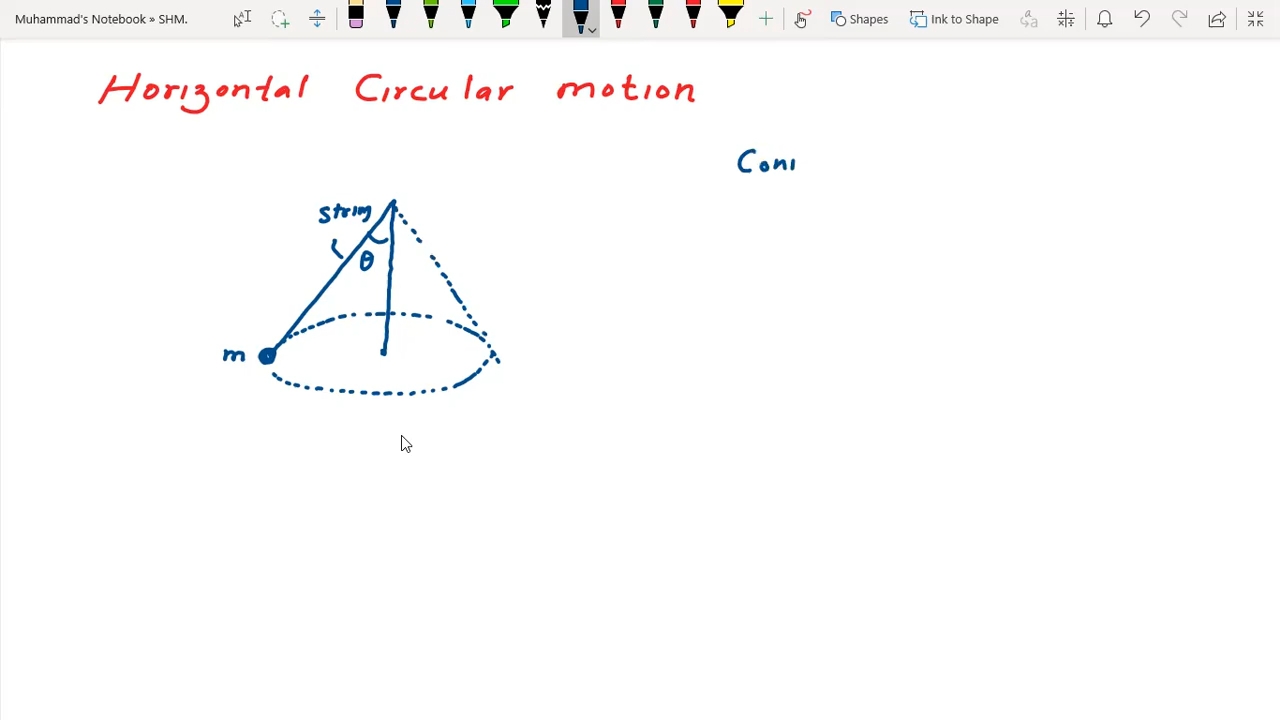 Muhammad's Notebook » SHM.
Shapes
Ink to Shape
Horizontal Circular motion
Coni
string
θ
m